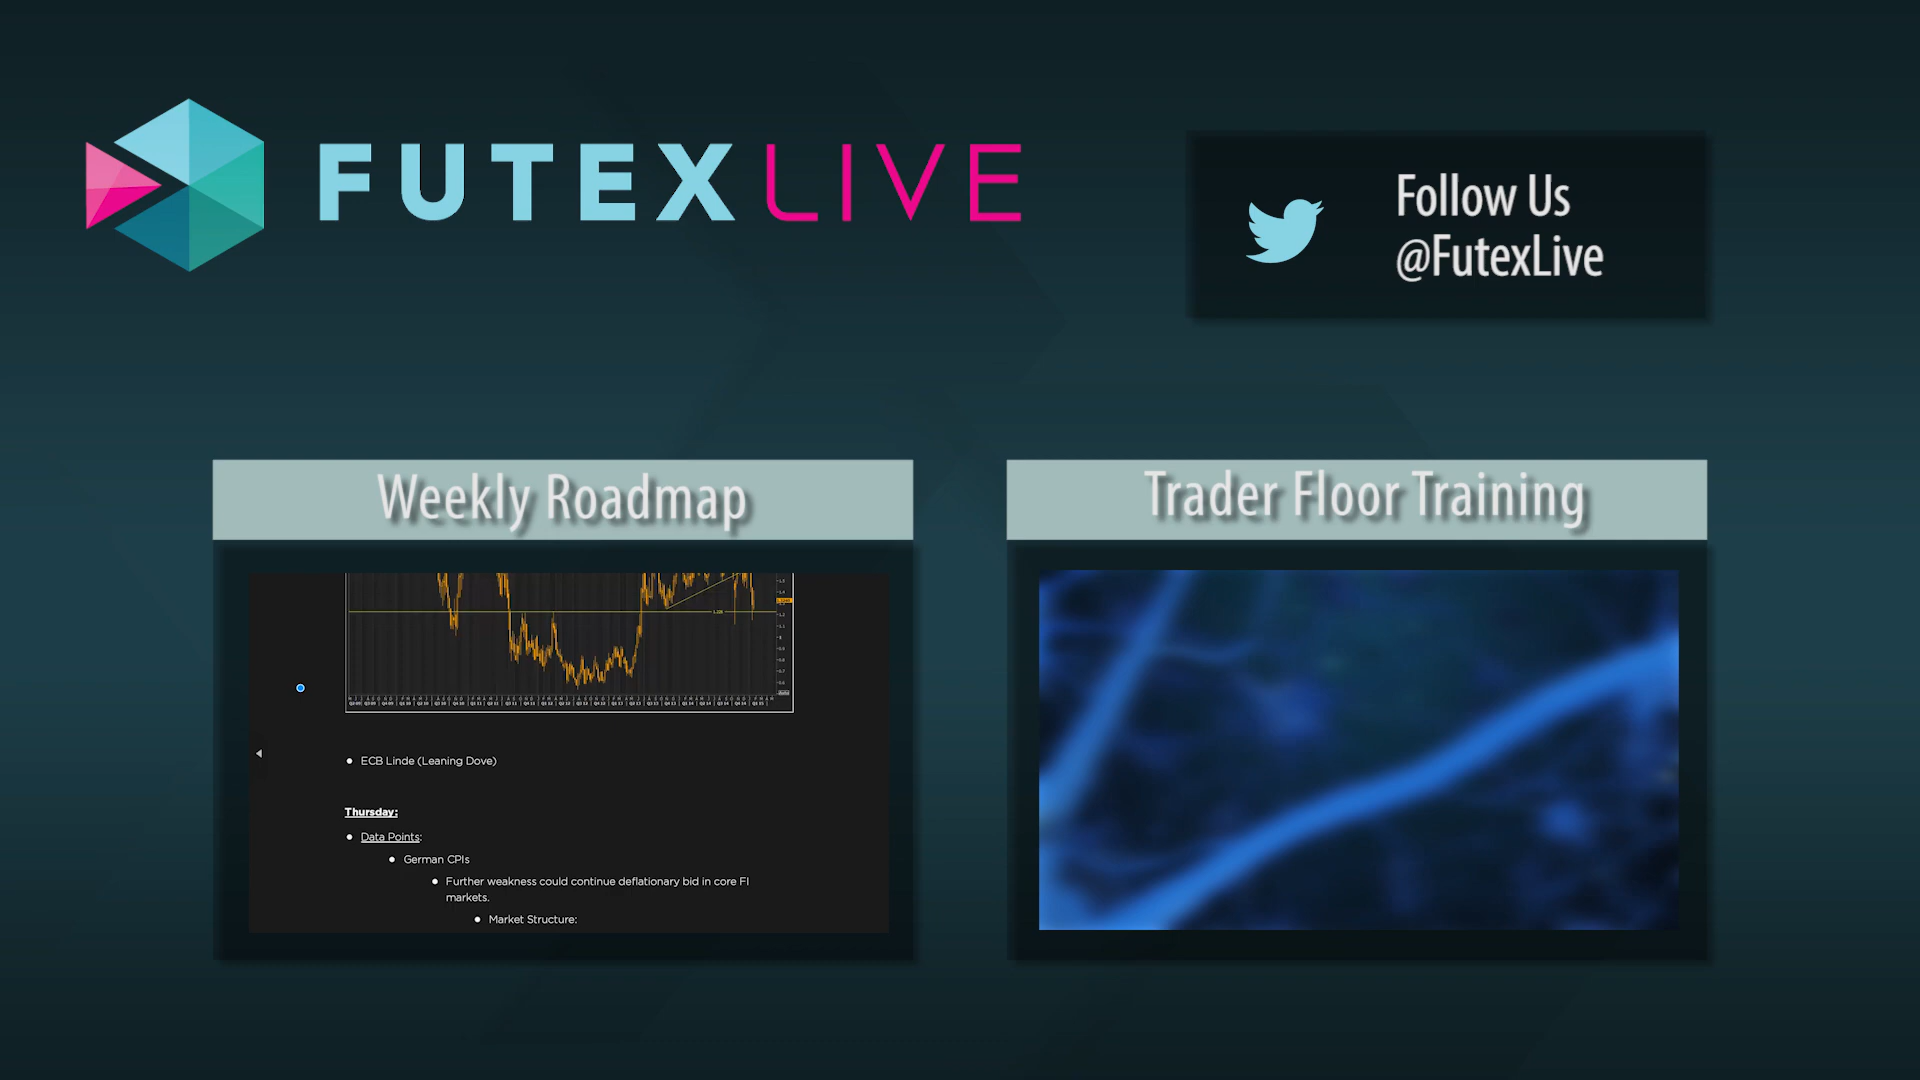 FUTEXLIVE
Follow Us
@FutexLive
Weekly Roadmap
Trader Floor Training
ECB Linde (Leaning Dove)
Thursday:
Data Points:
German CPIs
Further weakness could continue deflationary bid in core FI
markets.
Market Structure: